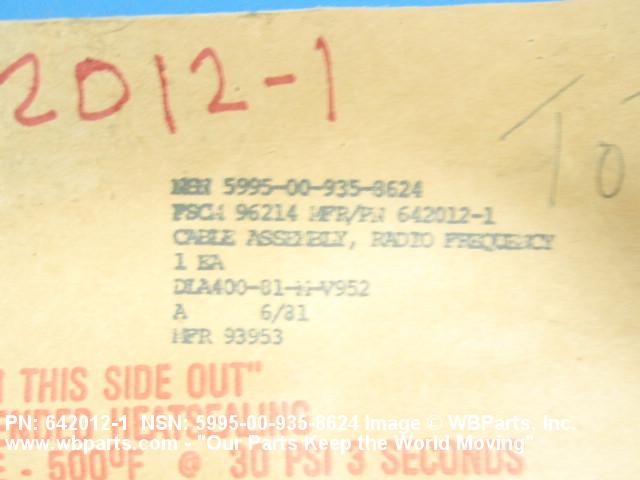 2012-1
To
NSN 5995-00-935-8624
FSCM 96214 MFR/PN 642012-1
CABLE ASSEMBLY, RADIO FREQUENCY
1 EA
DLA400-81-M-V952
A 6/81
MFR 93953
THIS SIDE OUT"
PN: 642012-1 NSN: 5995-00-935-8624 Image © WBParts, Inc.
www.wbparts.com - "Our Parts Keep the World Moving"
E - 500°F @ 30 PSI 3 SECONDS